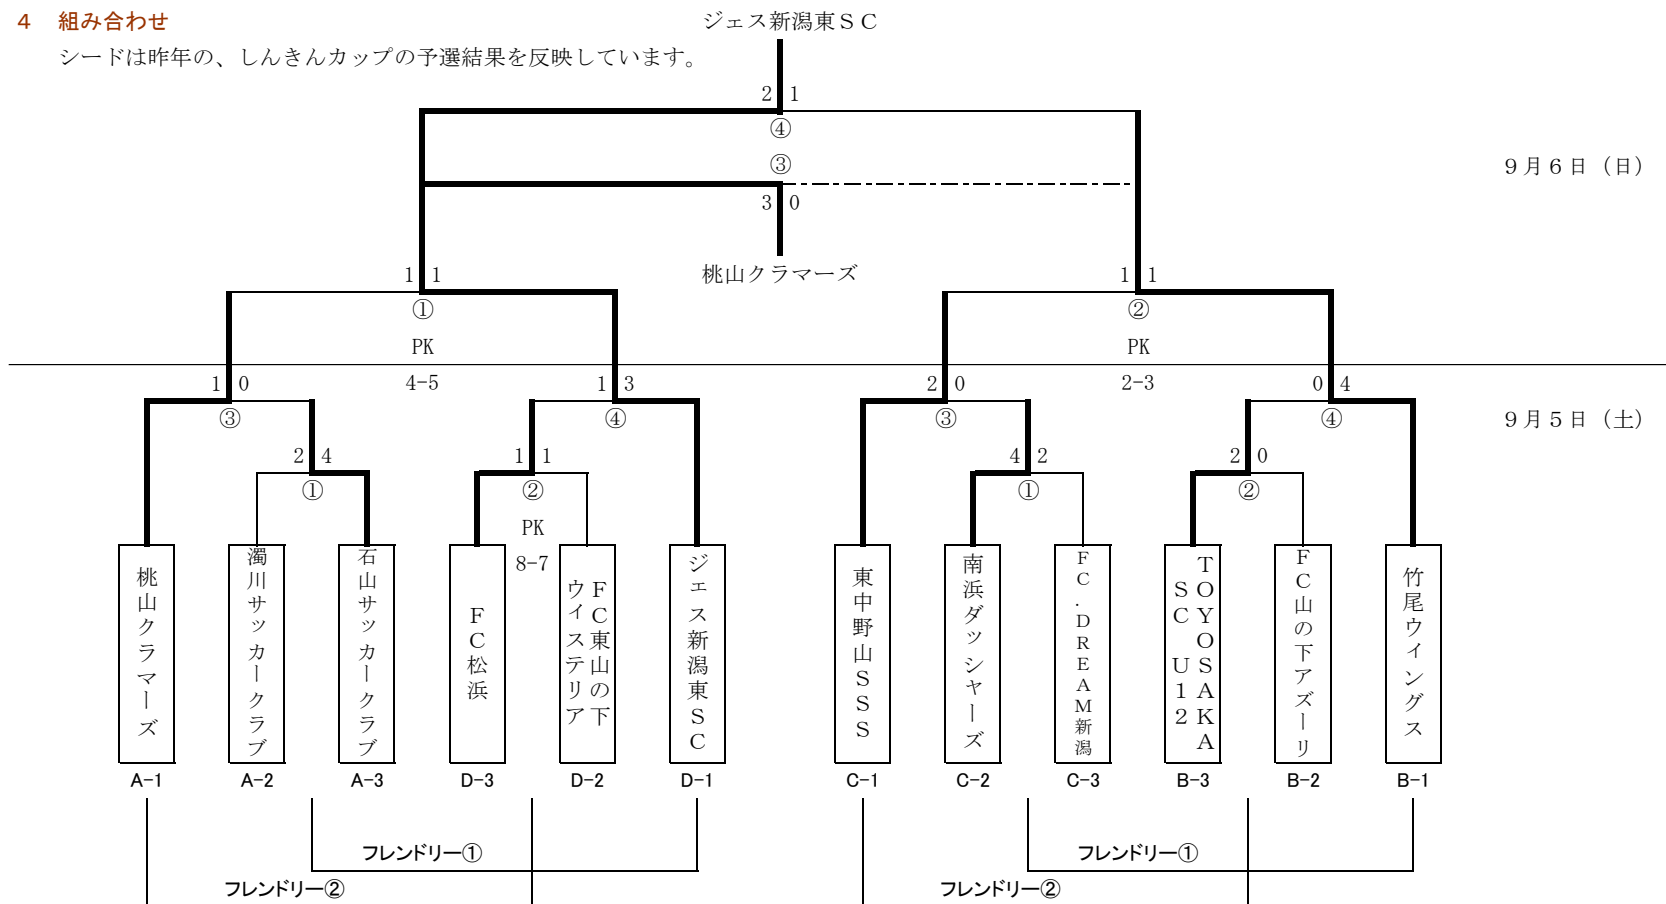 4　組み合わせ
ジェス新潟東ＳＣ
シードは昨年の、しんきんカップの予選結果を反映しています。
2 1
④
③
９月６日（日）
3 0
桃山クラマーズ
1 1
1 1
①
②
PK
PK
1 0
4-5
1 3
2 0
2-3
0 4
③
④
③
④
９月５日（土）
2 4
1 1
4 2
2 0
①
②
①
②
PK
8-7
桃山クラマーズ
濁川サッカークラブ
石山サッカークラブ
ＦＣ松浜
ＦＣ東山の下
ウイステリア
ジェス新潟東ＳＣ
東中野山ＳＳＳ
南浜ダッシャーズ
ＦＣ．ＤＲＥＡＭ新潟
ＴＯＹＯＳＡＫＡ
ＳＣ　Ｕ１２
ＦＣ山の下アズーリ
竹尾ウィングス
A-1
A-2
A-3
D-3
D-2
D-1
C-1
C-2
C-3
B-3
B-2
B-1
フレンドリー①
フレンドリー①
フレンドリー②
フレンドリー②